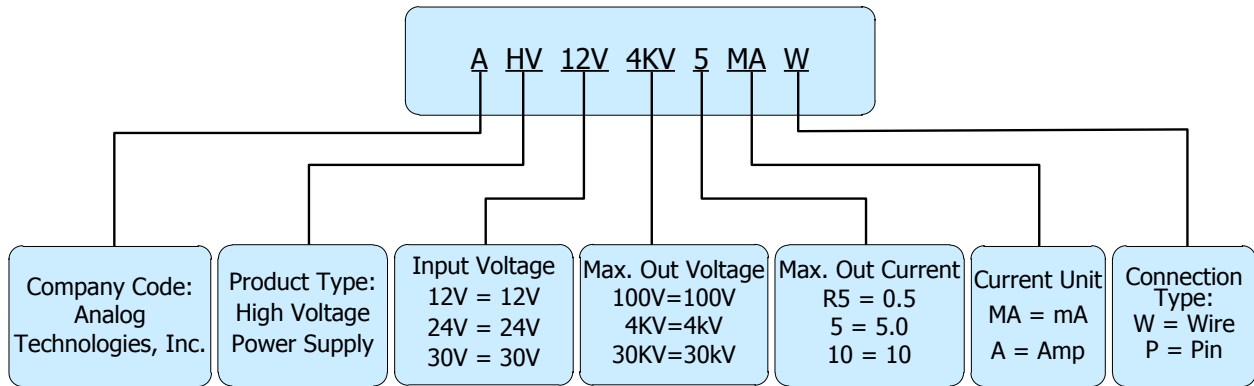 A HV 12V 4KV 5 MA W
Company Code:
Analog
Technologies, Inc.
Product Type:
High Voltage
Power Supply
Input Voltage
12V = 12V
24V = 24V
30V = 30V
Max. Out Voltage
100V=100V
4KV=4kV
30KV=30kV
Max. Out Current
R5 = 0.5
5 = 5.0
10 = 10
Current Unit
MA = mA
A = Amp
Connection
Type:
W = Wire
P = Pin